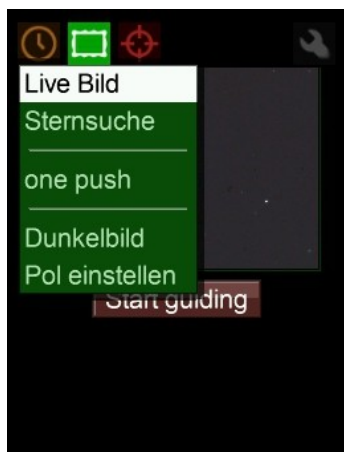 Live Bild
Sternsuche
one push
Dunkelbild
Pol einstellen
Start guiding